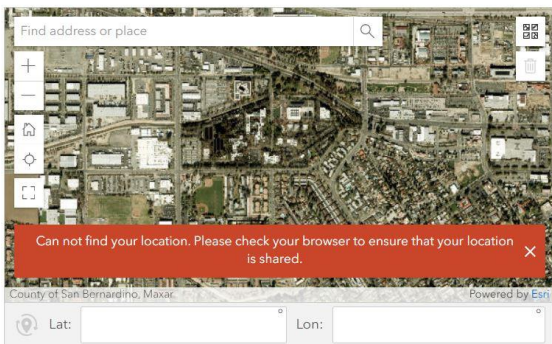 Find address or place
Can not find your location. Please check your browser to ensure that your location
is shared.
County of San Bernardino, Maxar
Powered by Esri
Lat: °
Lon: °